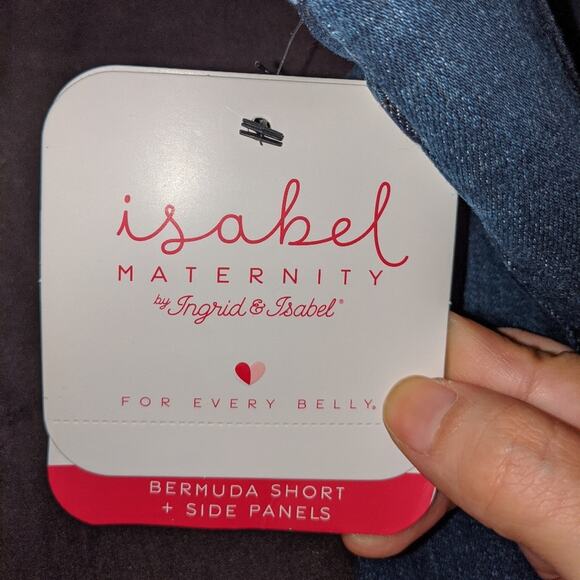 isabel
MATERNITY
by Ingrid & Isabel®
FOR EVERY BELLY®
BERMUDA SHORT
+ SIDE PANELS